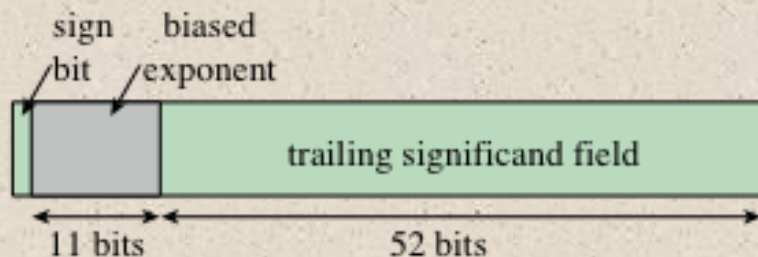 sign
bit
biased
exponent
trailing significand field
11 bits
52 bits